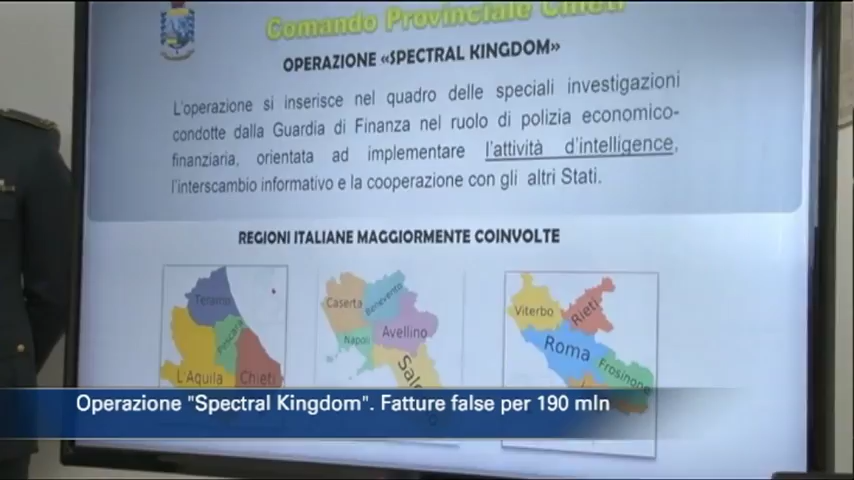 Comando Provinciale Chieti
OPERAZIONE «SPECTRAL KINGDOM»
L'operazione si inserisce nel quadro delle speciali investigazioni
condotte dalla Guardia di Finanza nel ruolo di polizia economico-
finanziaria, orientata ad implementare l'attività d'intelligence,
l'interscambio informativo e la cooperazione con gli altri Stati.
REGIONI ITALIANE MAGGIORMENTE COINVOLTE
Teramo
Pescara
L'Aquila
Chieti
Caserta
Benevento
Napoli
Avellino
Viterbo
Rieti
Roma
Frosinone
Operazione "Spectral Kingdom". Fatture false per 190 mln